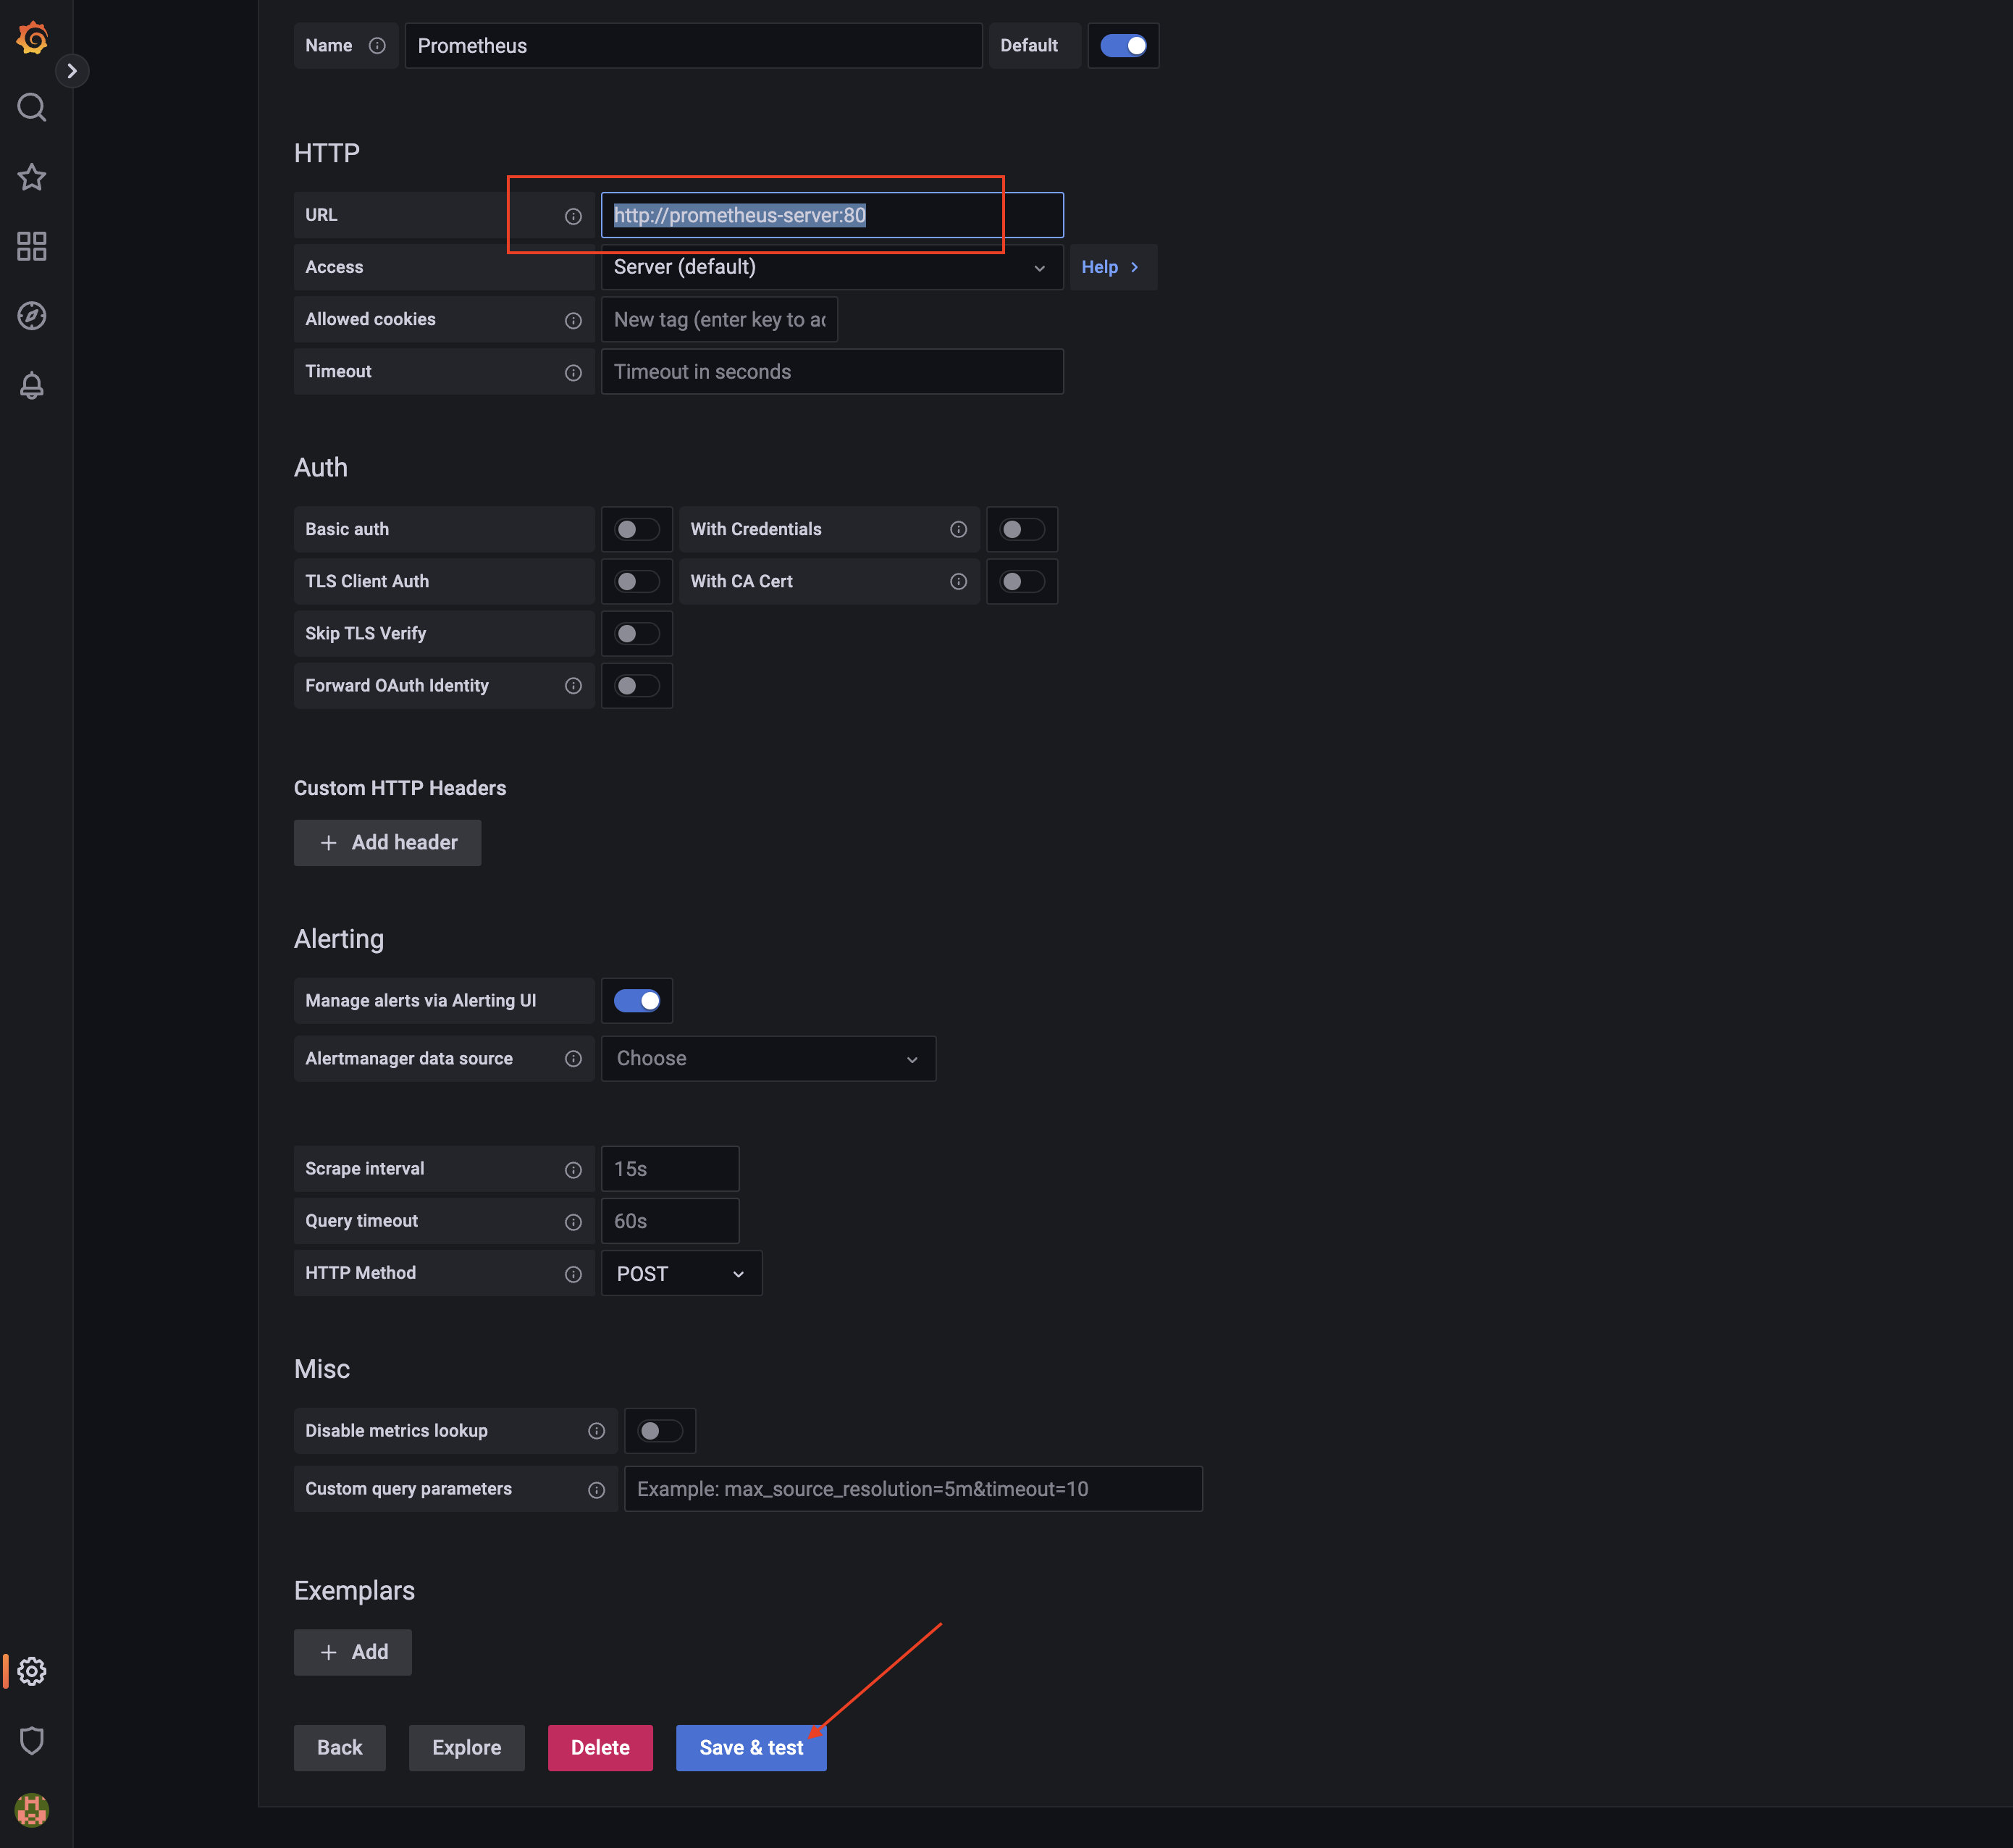 Name
Prometheus
Default
HTTP
URL
http://prometheus-server:80
Access
Server (default)
Help
Allowed cookies
New tag (enter key to ad
Timeout
Timeout in seconds
Auth
Basic auth
With Credentials
TLS Client Auth
With CA Cert
Skip TLS Verify
Forward OAuth Identity
Custom HTTP Headers
Add header
Alerting
Manage alerts via Alerting UI
Alertmanager data source
Choose
Scrape interval
15s
Query timeout
60s
HTTP Method
POST
Misc
Disable metrics lookup
Custom query parameters
Example: max_source_resolution=5m&timeout=10
Exemplars
Add
Back
Explore
Delete
Save & test